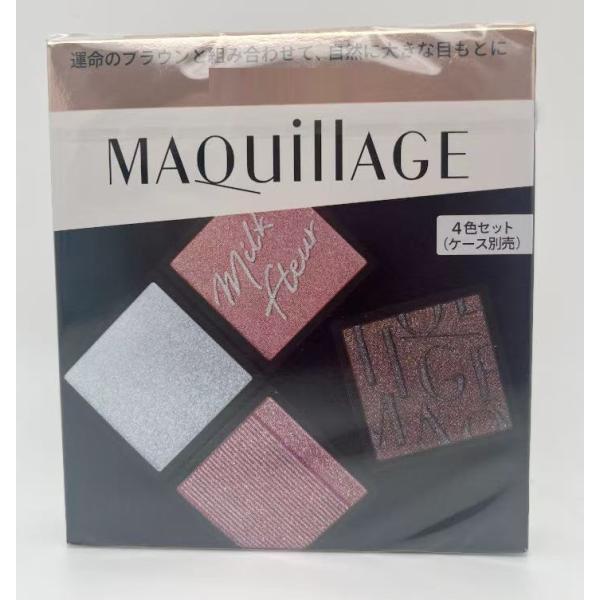 運命のブラウンと組み合わせて、自然に大きな目もとに
MAQuillAGE
4色セット
(ケース別売)
Milk
fleur